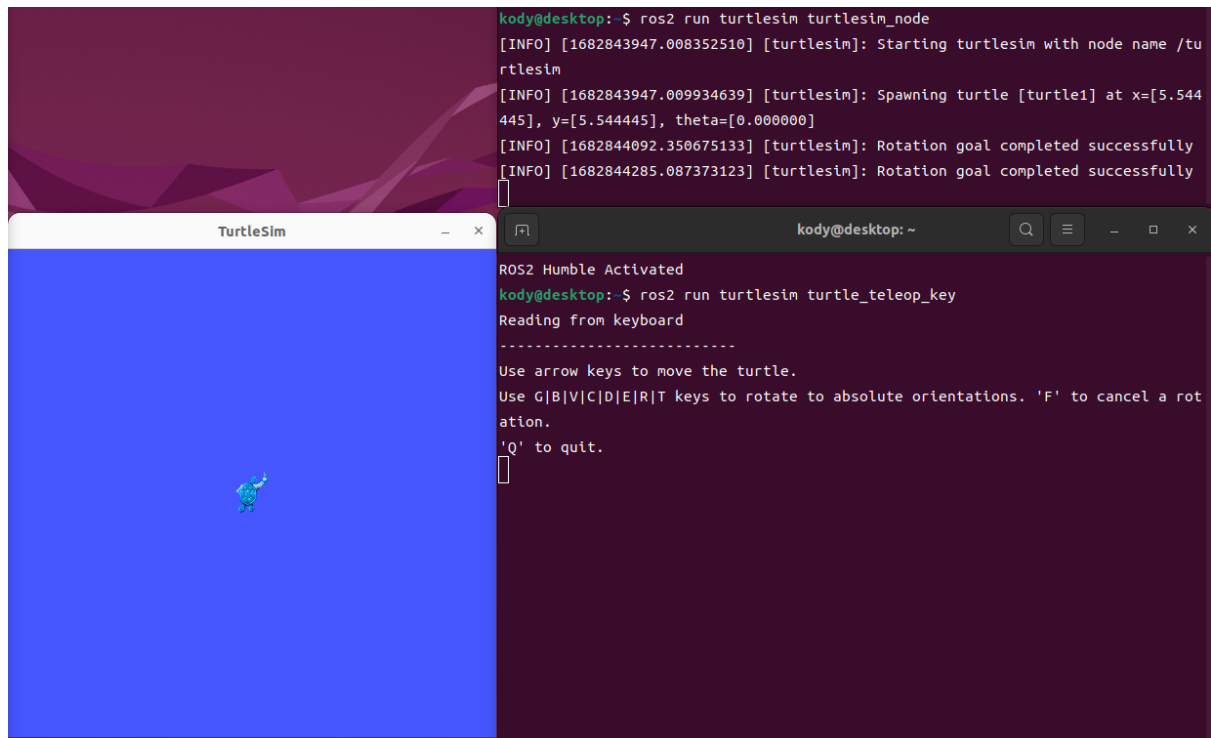 kody@desktop:~$ ros2 run turtlesim turtlesim_node
[INFO] [1682843947.008352510] [turtlesim]: Starting turtlesim with node name /tu
rtlesim
[INFO] [1682843947.009934639] [turtlesim]: Spawning turtle [turtle1] at x=[5.544
445], y=[5.544445], theta=[0.000000]
[INFO] [1682844092.350675133] [turtlesim]: Rotation goal completed successfully
[INFO] [1682844285.087373123] [turtlesim]: Rotation goal completed successfully
TurtleSim
kody@desktop: ~
ROS2 Humble Activated
kody@desktop:~$ ros2 run turtlesim turtle_teleop_key
Reading from keyboard
---------------------------
Use arrow keys to move the turtle.
Use G|B|V|C|D|E|R|T keys to rotate to absolute orientations. 'F' to cancel a rot
ation.
'Q' to quit.